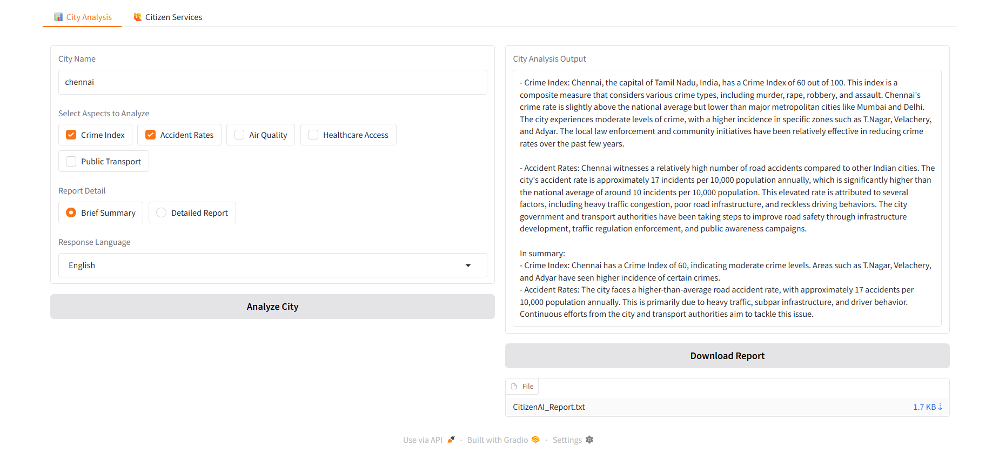 City Analysis
Citizen Services
City Name
chennai
Select Aspects to Analyze
Crime Index
Accident Rates
Air Quality
Healthcare Access
Public Transport
Report Detail
Brief Summary
Detailed Report
Response Language
English
Analyze City
City Analysis Output
- Crime Index: Chennai, the capital of Tamil Nadu, India, has a Crime Index of 60 out of 100. This index is a
composite measure that considers various crime types, including murder, rape, robbery, and assault. Chennai's
crime rate is slightly above the national average but lower than major metropolitan cities like Mumbai and Delhi.
The city experiences moderate levels of crime, with a higher incidence in specific zones such as T.Nagar, Velachery,
and Adyar. The local law enforcement and community initiatives have been relatively effective in reducing crime
rates over the past few years.
- Accident Rates: Chennai witnesses a relatively high number of road accidents compared to other Indian cities. The
city's accident rate is approximately 17 incidents per 10,000 population annually, which is significantly higher than
the national average of around 10 incidents per 10,000 population. This elevated rate is attributed to several
factors, including heavy traffic congestion, poor road infrastructure, and reckless driving behaviors. The city
government and transport authorities have been taking steps to improve road safety through infrastructure
development, traffic regulation enforcement, and public awareness campaigns.
In summary:
- Crime Index: Chennai has a Crime Index of 60, indicating moderate crime levels. Areas such as T.Nagar, Velachery,
and Adyar have seen higher incidence of certain crimes.
- Accident Rates: The city faces a higher-than-average road accident rate, with approximately 17 accidents per
10,000 population annually. This is primarily due to heavy traffic, subpar infrastructure, and driver behavior.
Continuous efforts from the city and transport authorities aim to tackle this issue.
Download Report
File
CitizenAI_Report.txt
1.7 KB ⇣
Use via API · Built with Gradio · Settings